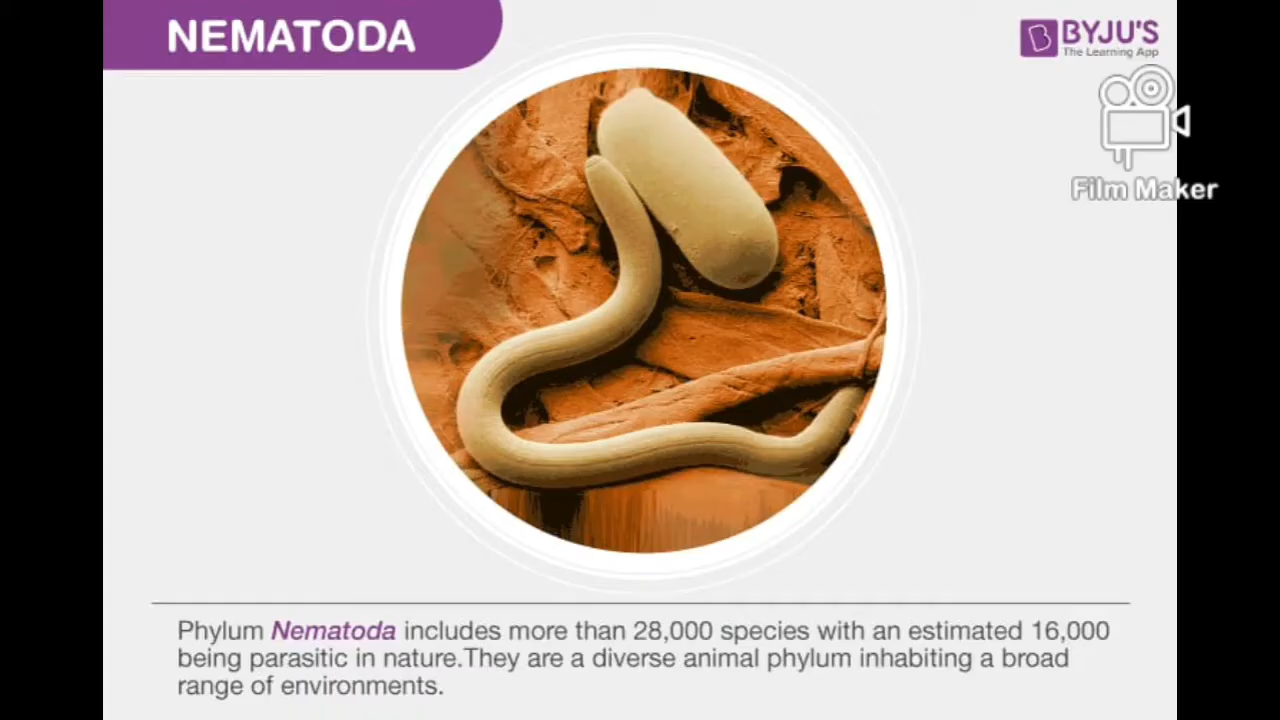 NEMATODA
BYJU'S
The Learning App
Film Maker
Phylum Nematoda includes more than 28,000 species with an estimated 16,000
being parasitic in nature.They are a diverse animal phylum inhabiting a broad
range of environments.